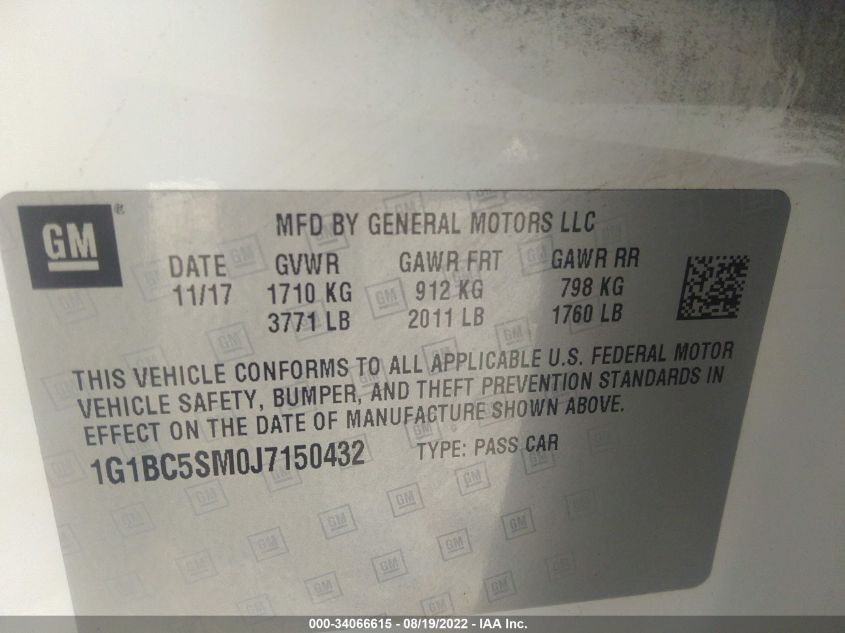 GM ®
MFD BY GENERAL MOTORS LLC
DATE GVWR GAWR FRT GAWR RR
11/17 1710 KG 912 KG 798 KG
3771 LB 2011 LB 1760 LB
THIS VEHICLE CONFORMS TO ALL APPLICABLE U.S. FEDERAL MOTOR
VEHICLE SAFETY, BUMPER, AND THEFT PREVENTION STANDARDS IN
EFFECT ON THE DATE OF MANUFACTURE SHOWN ABOVE.
1G1BC5SM0J7150432 TYPE: PASS CAR
000-34066615 - 08/19/2022 - IAA Inc.